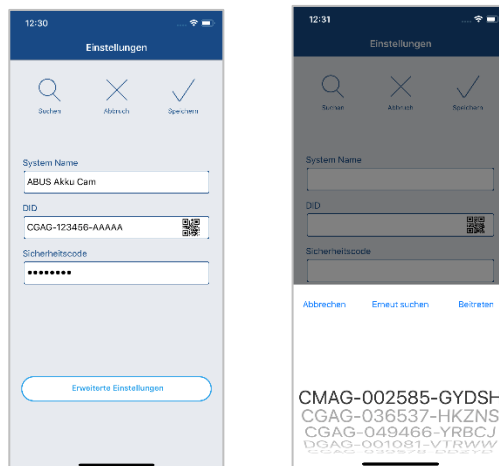 12:30
Einstellungen
Suchen Abbruch Speichern
System Name
ABUS Akku Cam
DID
CGAG-123456-AAAAA
Sicherheitscode
••••••••
Erweiterte Einstellungen
12:31
Einstellungen
Suchen Abbruch Speichern
System Name
DID
Sicherheitscode
Abbrechen Erneut suchen Beitreten
CMAG-002585-GYDSH
CGAG-036537-HKZNS
CGAG-049466-YRBCJ
DGAG-001081-VTRWW